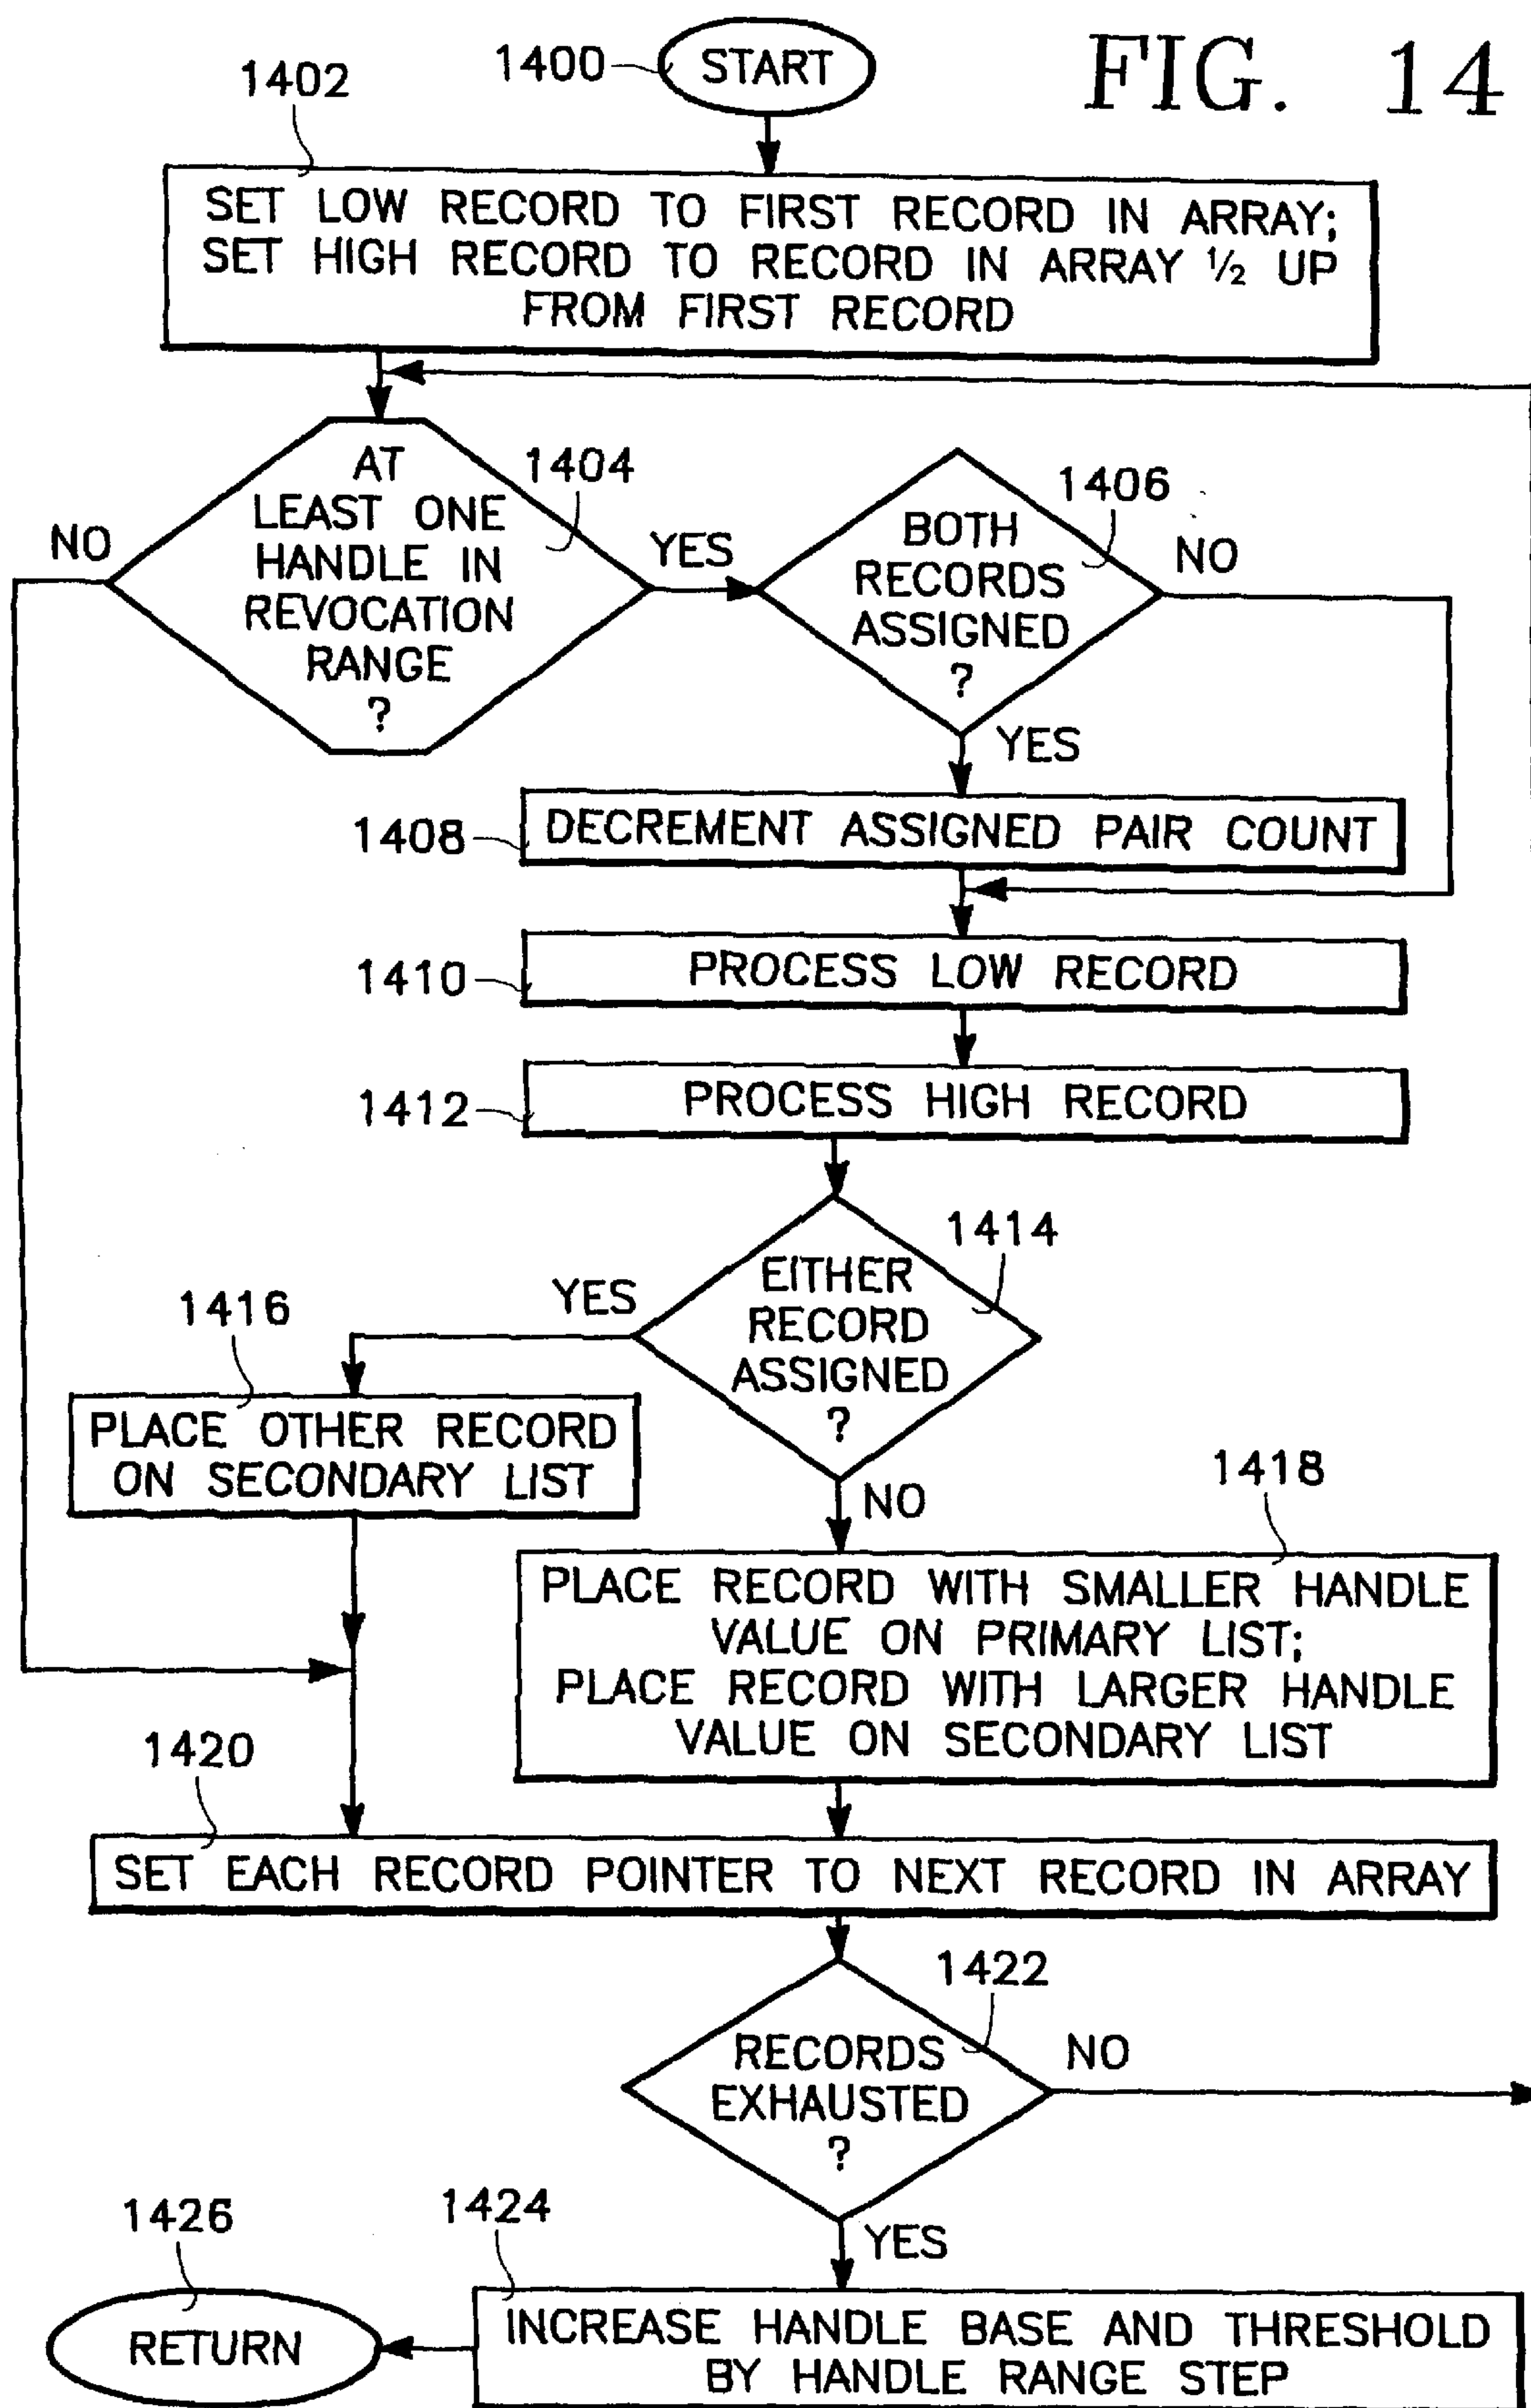 FIG. 14
1400
START
1402
SET LOW RECORD TO FIRST RECORD IN ARRAY;
SET HIGH RECORD TO RECORD IN ARRAY ½ UP
FROM FIRST RECORD
AT
LEAST ONE
HANDLE IN
REVOCATION
RANGE
?
1404
NO
YES
BOTH
RECORDS
ASSIGNED
?
1406
NO
YES
1408
DECREMENT ASSIGNED PAIR COUNT
1410
PROCESS LOW RECORD
1412
PROCESS HIGH RECORD
1414
EITHER
RECORD
ASSIGNED
?
YES
1416
PLACE OTHER RECORD
ON SECONDARY LIST
NO
1418
PLACE RECORD WITH SMALLER HANDLE
VALUE ON PRIMARY LIST;
PLACE RECORD WITH LARGER HANDLE
VALUE ON SECONDARY LIST
1420
SET EACH RECORD POINTER TO NEXT RECORD IN ARRAY
1422
RECORDS
EXHAUSTED
?
NO
YES
1424
INCREASE HANDLE BASE AND THRESHOLD
BY HANDLE RANGE STEP
1426
RETURN